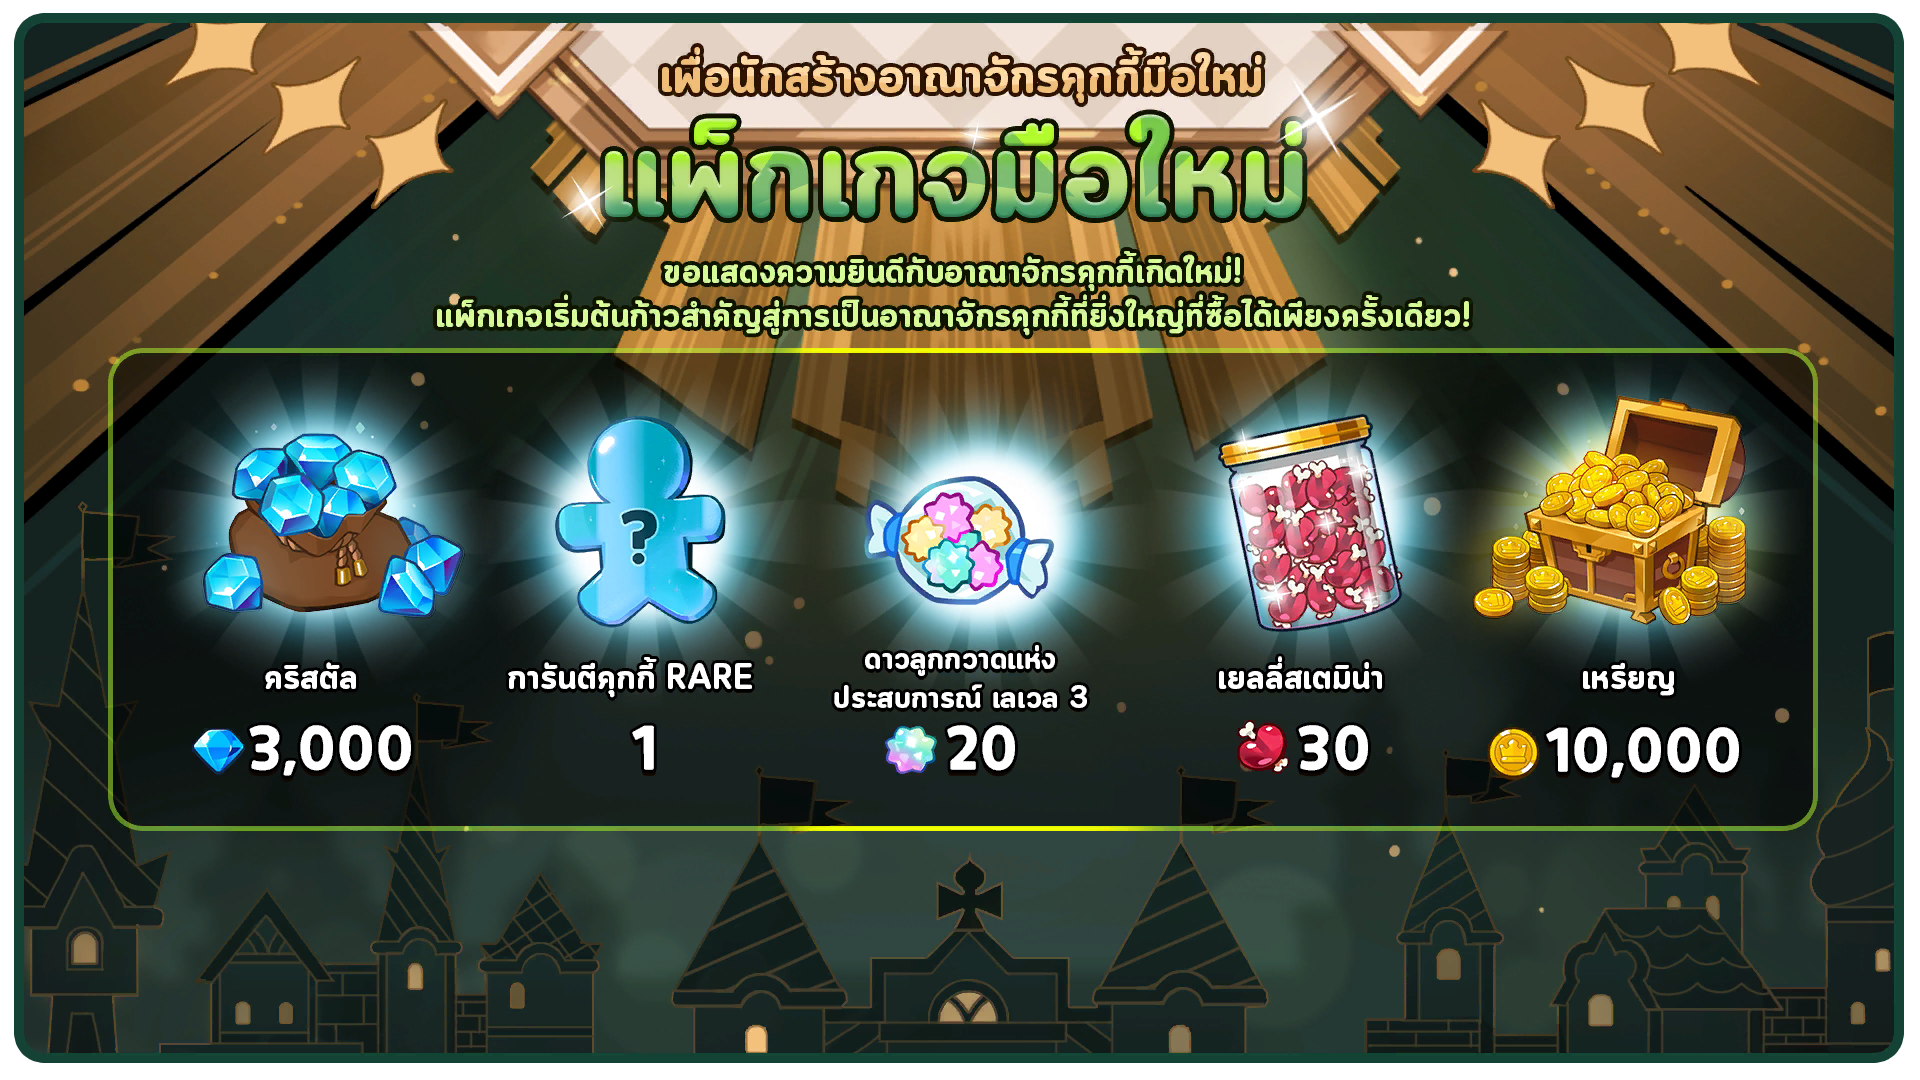 เพื่อนักสร้างอาณาจักรคุกกี้มือใหม่
แพ็กเกจมือใหม่
ขอแสดงความยินดีกับอาณาจักรคุกกี้เกิดใหม่!
แพ็กเกจเริ่มต้นก้าวสำคัญสู่การเป็นอาณาจักรคุกกี้ที่ยิ่งใหญ่ที่ซื้อได้เพียงครั้งเดียว!
?
คริสตัล
3,000
การันตีคุกกี้ RARE
1
ดาวลูกกวาดแห่ง
ประสบการณ์ เลเวล 3
20
เยลลี่สเตมิน่า
30
เหรียญ
10,000